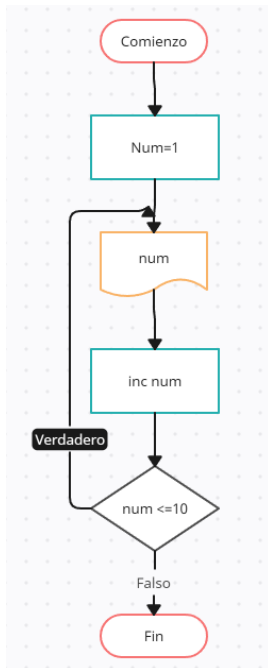 Comienzo
Num=1
num
inc num
Verdadero
num <=10
Falso
Fin